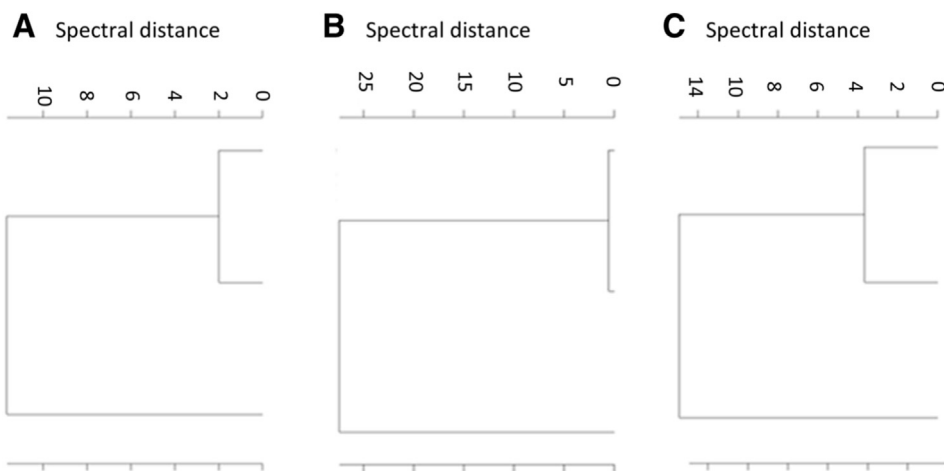 A Spectral distance
10 8 6 4 2 0
B Spectral distance
25 20 15 10 5 0
C Spectral distance
14 10 8 6 4 2 0